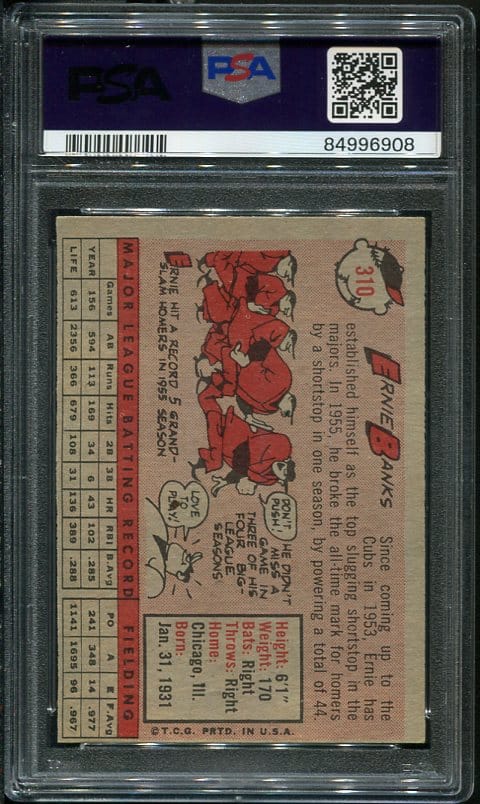 PSA
PSA
84996908
310
ERNIE BANKS
Since coming up to the
Cubs in 1953, Ernie has
established himself as the top slugging shortstop in the
majors. In 1955, he broke the all-time mark for homers
by a shortstop in one season, by powering a total of 44.
ERNIE HIT A RECORD 5 GRAND-
SLAM HOMERS IN 1955 SEASON
DON'T
PUSH!
HE DIDN'T
MISS A
GAME IN
THREE OF HIS
FOUR BIG-
LEAGUE
SEASONS
I LOVE
TO
PLAY!
Height: 6'1"
Weight: 170
Bats: Right
Throws: Right
Home:
Chicago, Ill.
Born:
Jan. 31, 1931
MAJOR LEAGUE BATTING RECORD FIELDING
Games AB Runs Hits 2B 3B HR RBI B.Avg PO A E F.Avg
YEAR 156 594 113 169 34 6 43 102 .285 241 348 14 .977
LIFE 613 2356 366 679 108 31 136 389 .288 1141 1695 96 .967
©T.C.G. PRTD. IN U.S.A.